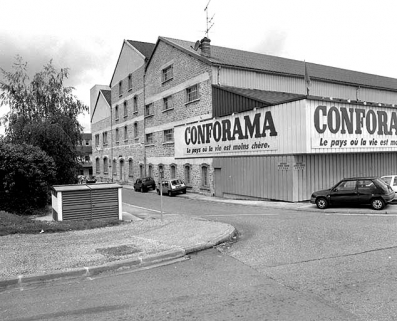 CONFORAMA
Le pays où la vie est moins chère.
CONFORA
Le pays où la vie est m